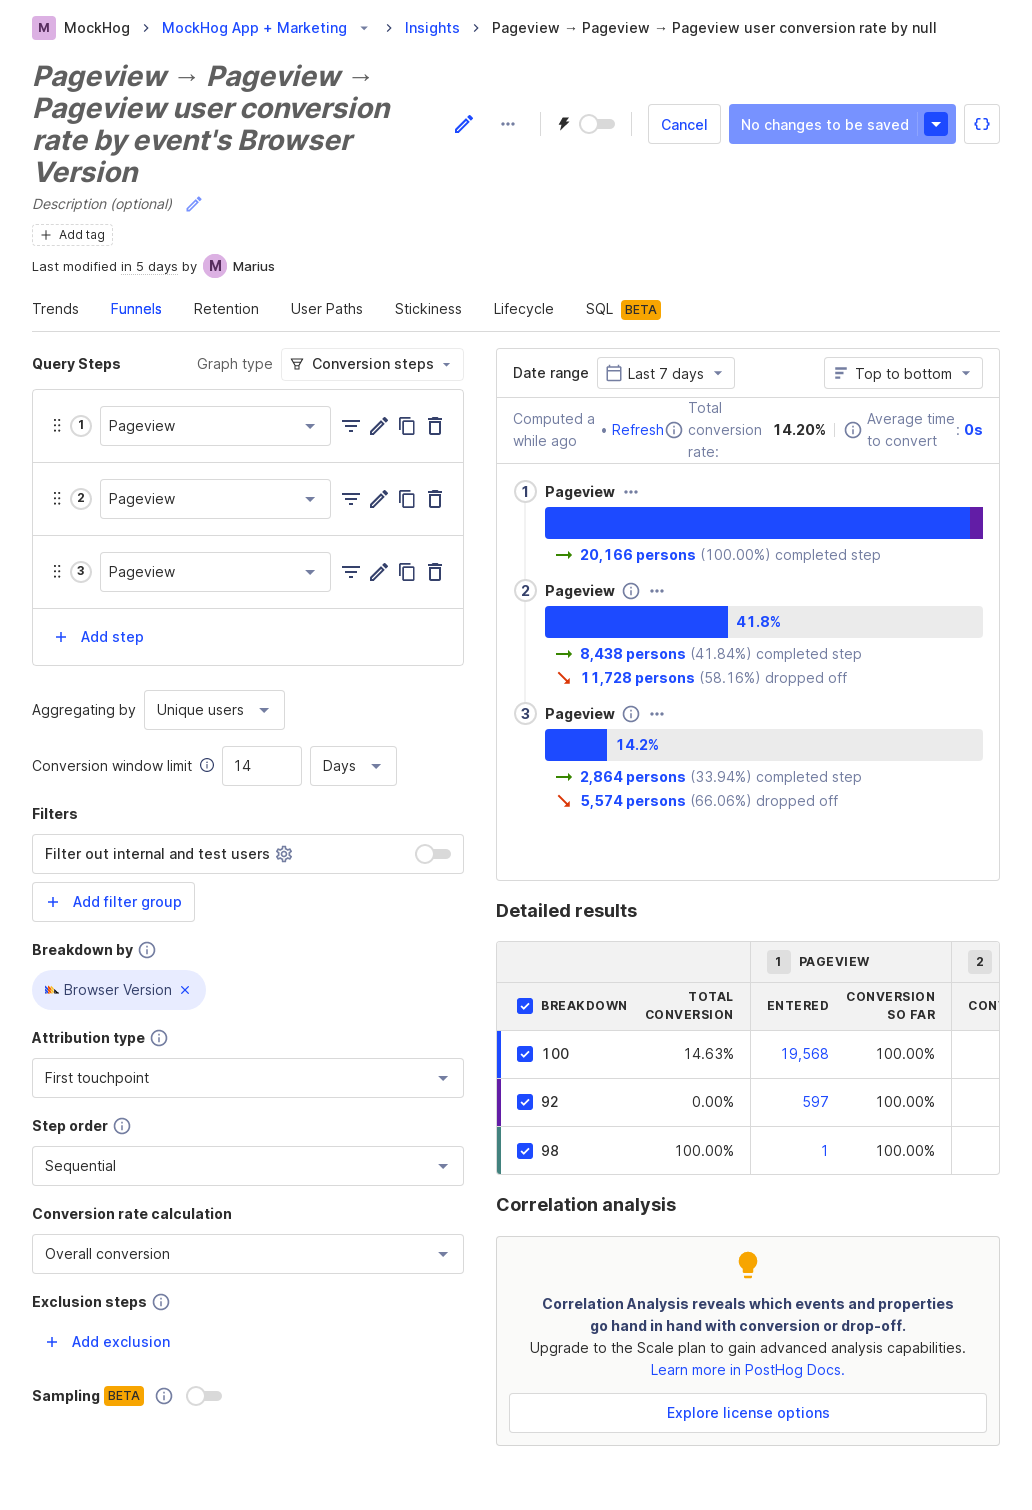 M MockHog MockHog App + Marketing Insights Pageview → Pageview → Pageview user conversion rate by null
Pageview → Pageview →
Pageview user conversion
rate by event's Browser
Version
Cancel No changes to be saved
Description (optional)
Add tag
Last modified in 5 days by M Marius
Trends Funnels Retention User Paths Stickiness Lifecycle SQL BETA
Query Steps Graph type Conversion steps
1 Pageview
2 Pageview
3 Pageview
Add step
Aggregating by Unique users
Conversion window limit 14 Days
Filters
Filter out internal and test users
Add filter group
Breakdown by
Browser Version
Attribution type
First touchpoint
Step order
Sequential
Conversion rate calculation
Overall conversion
Exclusion steps
Add exclusion
Sampling BETA
Date range Last 7 days Top to bottom
Computed a while ago • Refresh Total conversion rate: 14.20% Average time to convert : 0s
1 Pageview
20,166 persons (100.00%) completed step
2 Pageview
41.8%
8,438 persons (41.84%) completed step
11,728 persons (58.16%) dropped off
3 Pageview
14.2%
2,864 persons (33.94%) completed step
5,574 persons (66.06%) dropped off
Detailed results
1 PAGEVIEW 2
BREAKDOWN TOTAL CONVERSION ENTERED CONVERSION SO FAR
100 14.63% 19,568 100.00%
92 0.00% 597 100.00%
98 100.00% 1 100.00%
Correlation analysis
Correlation Analysis reveals which events and properties
go hand in hand with conversion or drop-off.
Upgrade to the Scale plan to gain advanced analysis capabilities.
Learn more in PostHog Docs.
Explore license options